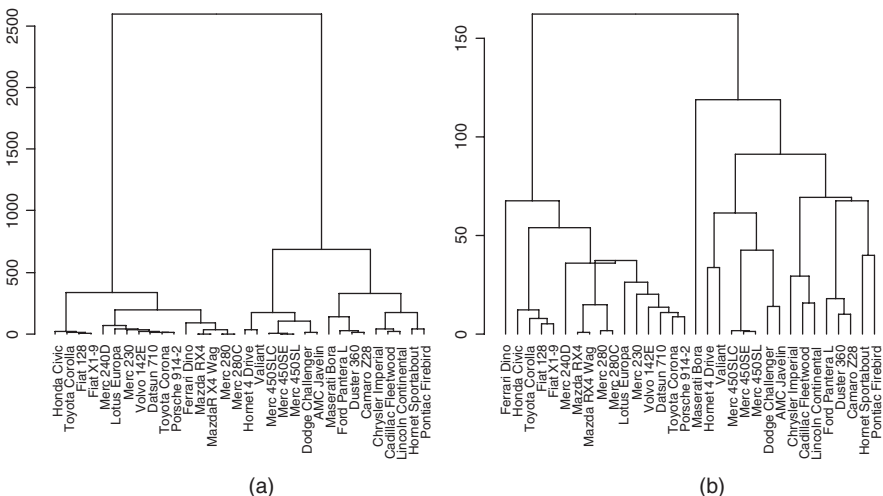 2500
2000
1500
1000
500
0
Honda Civic
Toyota Corolla
Fiat 128
Fiat X1-9
Merc 240D
Lotus Europa
Merc 230
Volvo 142E
Datsun 710
Toyota Corona
Porsche 914-2
Ferrari Dino
Mazda RX4
MazdaR X4 Wag
Merc 280
Merc 280C
Hornet 4 Drive
Valiant
Merc 450SLC
Merc 450SE
Merc 450SL
Dodge Challenger
AMC Javelin
Maserati Bora
Ford Pantera L
Duster 360
Camaro Z28
Chrysler Imperial
Cadillac Fleetwood
Lincoln Continental
Hornet Sportabout
Pontiac Firebird
(a)
150
100
50
0
Ferrari Dino
Honda Civic
Toyota Corolla
Fiat 128
Fiat X1-9
Merc 240D
Mazda RX4
Mazda RX4 Wag
Merc 280
Merc 280C
Lotus Europa
Merc 230
Volvo 142E
Datsun 710
Toyota Corona
Porsche 914-2
Maserati Bora
Hornet 4 Drive
Valiant
Merc 450SLC
Merc 450SE
Merc 450SL
Dodge Challenger
AMC Javelin
Chrysler Imperial
Cadillac Fleetwood
Lincoln Continental
Ford Pantera L
Duster 360
Camaro Z28
Hornet Sportabout
Pontiac Firebird
(b)